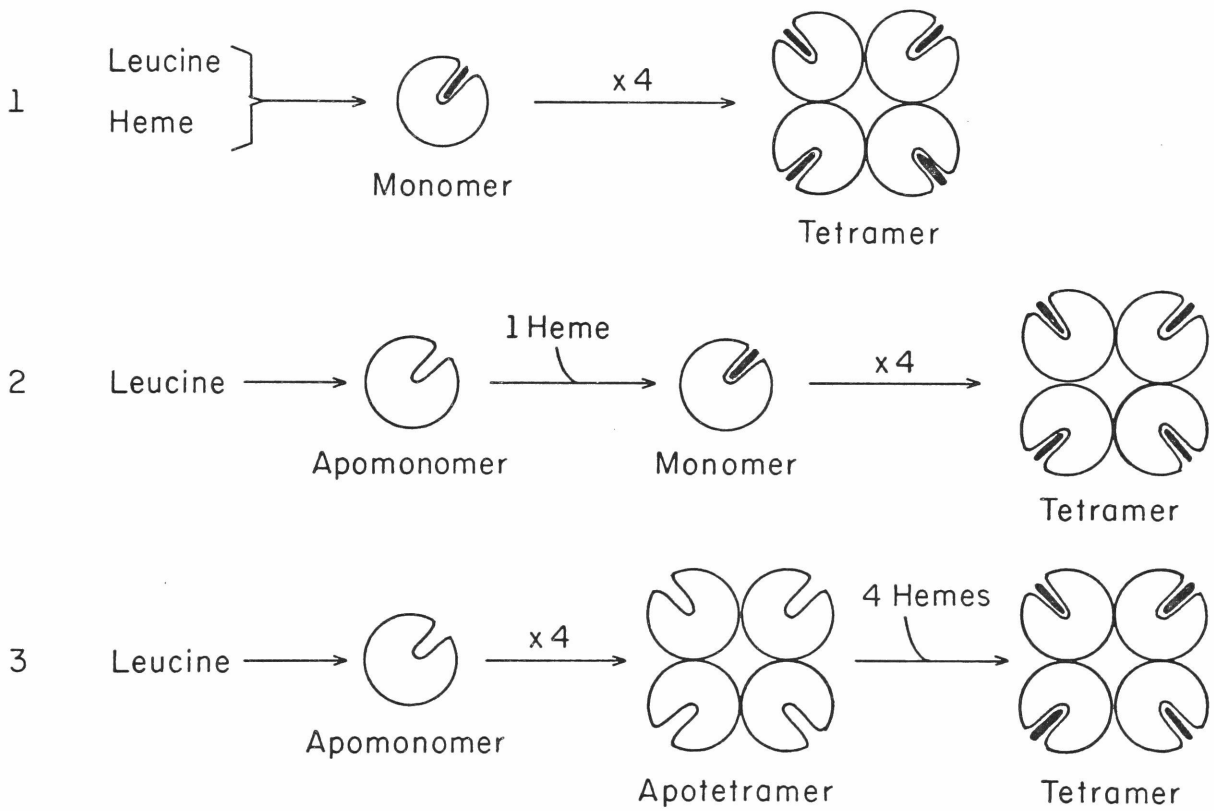 1
Leucine
Heme
Monomer
x 4
Tetramer
2
Leucine
Apomonomer
1 Heme
Monomer
x 4
Tetramer
3
Leucine
Apomonomer
x 4
Apotetramer
4 Hemes
Tetramer